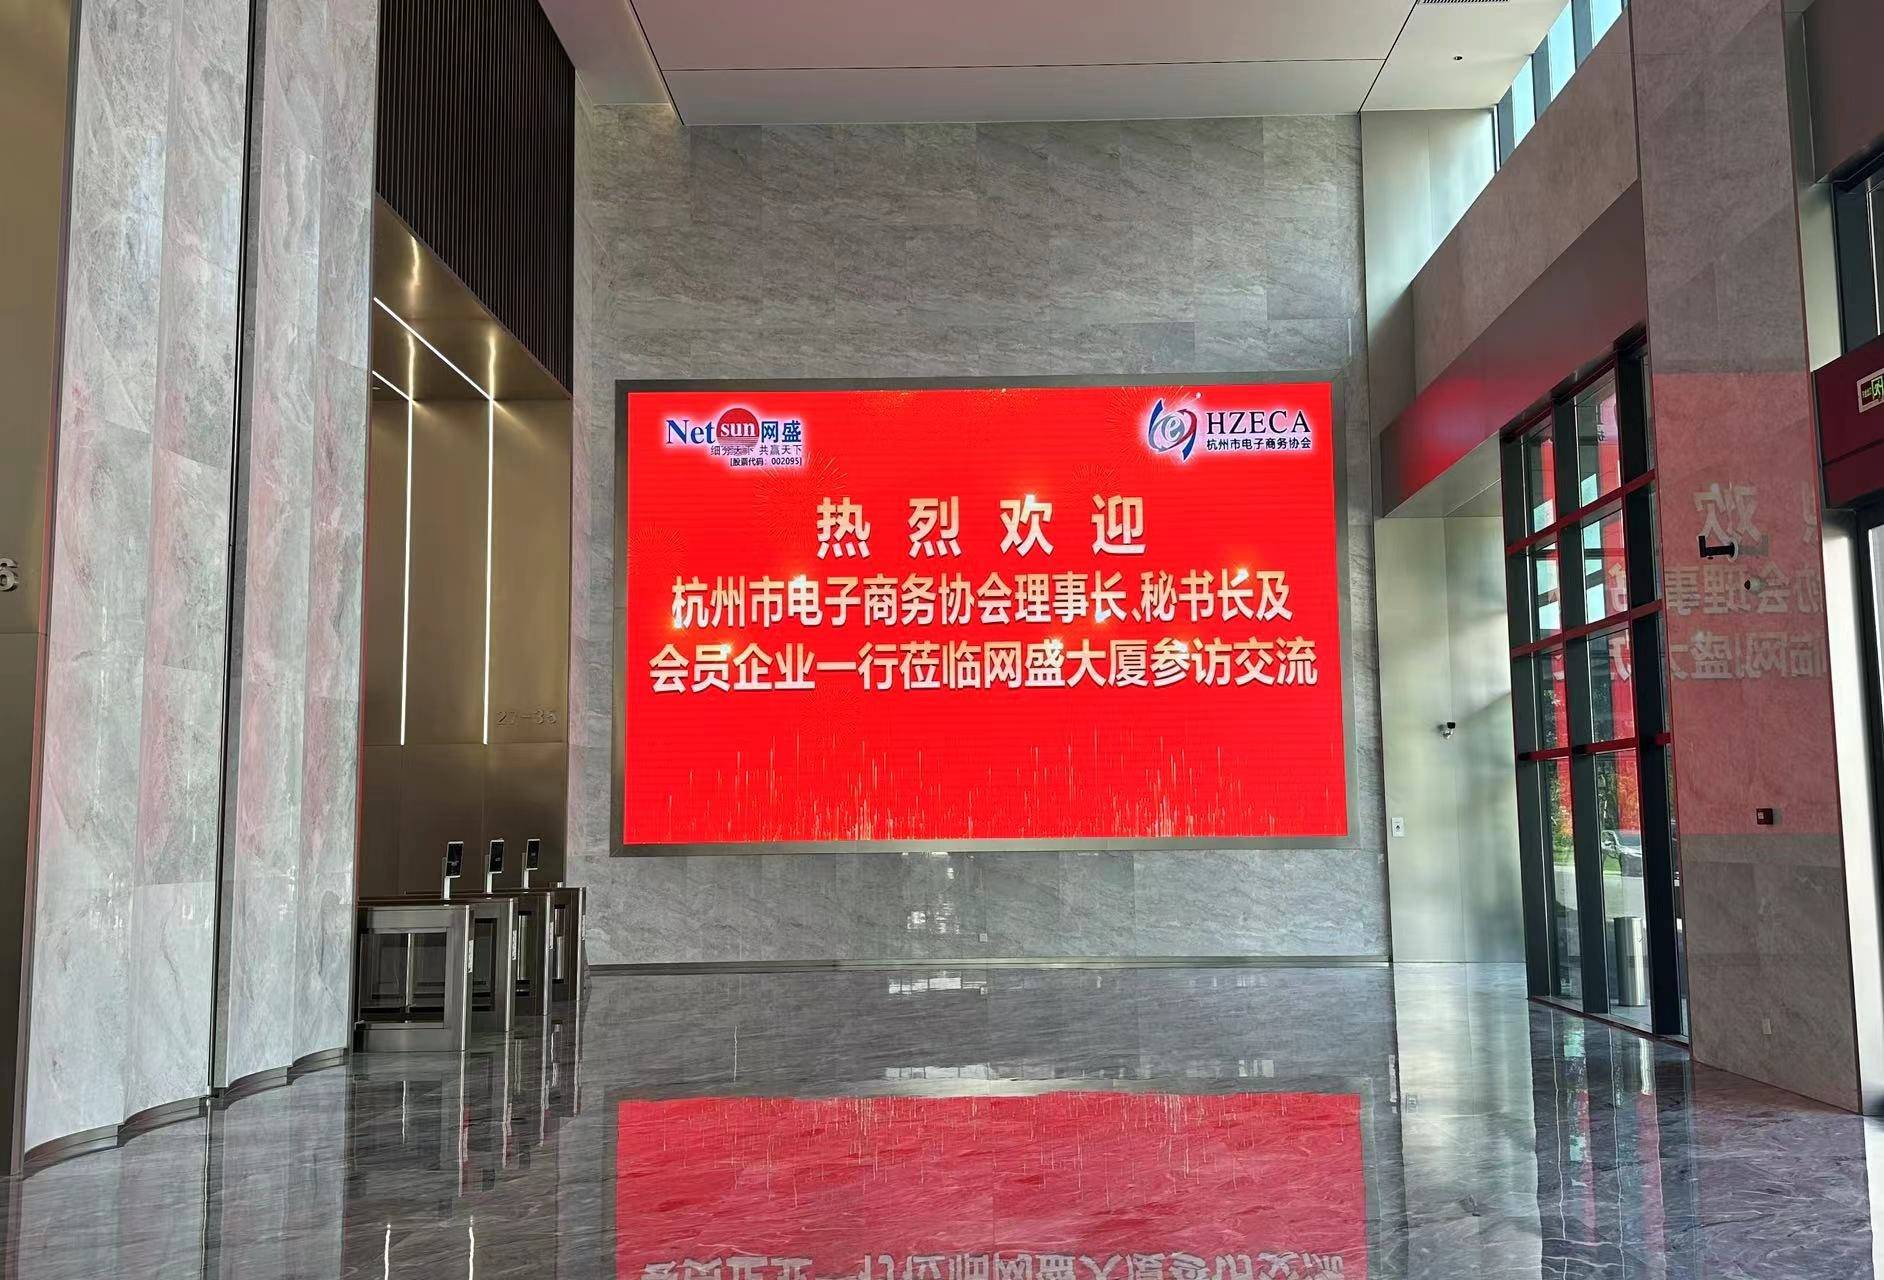 Netsun 网盛
细分天下 共赢天下
[股票代码：002095]
HZECA
杭州市电子商务协会
热烈欢迎
杭州市电子商务协会理事长、秘书长及
会员企业一行莅临网盛大厦参访交流
27-35
6